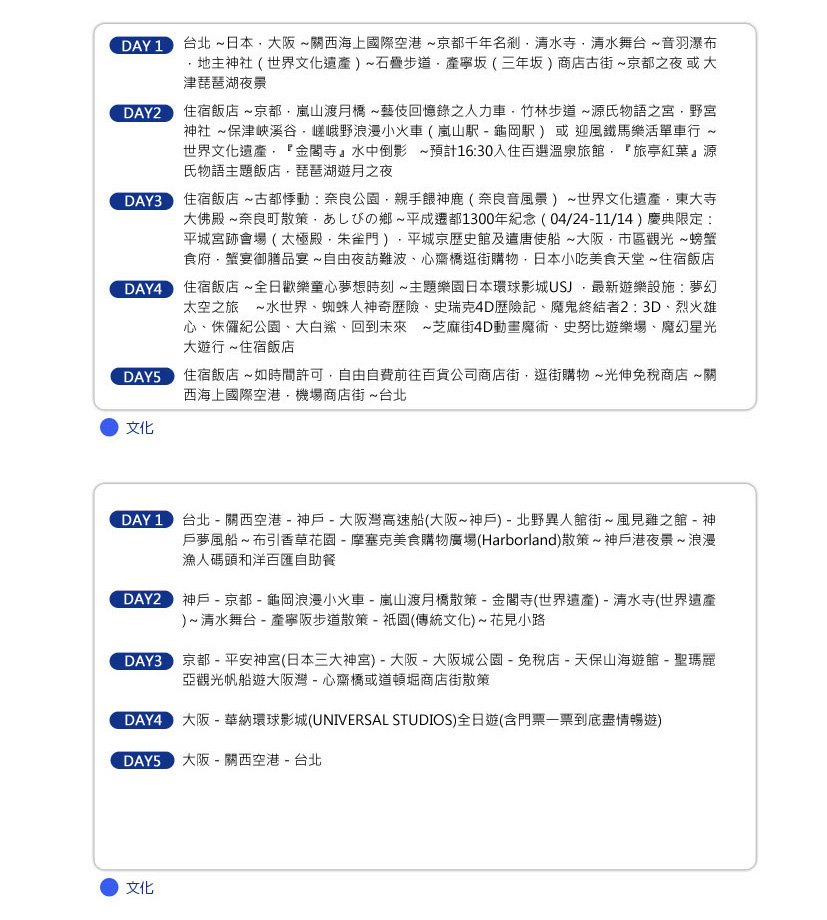 DAY 1 台北 ~日本．大阪 ~關西海上國際空港 ~京都千年名剎．清水寺．清水舞台 ~音羽瀑布
．地主神社 ( 世界文化遺產 ) ~石疊步道．產寧坂 ( 三年坂 ) 商店古街 ~京都之夜 或 大
津琵琶湖夜景
DAY2 住宿飯店 ~京都．嵐山渡月橋 ~藝伎回憶錄之人力車．竹林步道 ~源氏物語之宮．野宮
神社 ~保津峽溪谷．嵯峨野浪漫小火車 ( 嵐山駅 - 龜岡駅 ) 或 迎風鐵馬樂活單車行 ~
世界文化遺產．『金閣寺』水中倒影 ~預計16:30入住百選溫泉旅館．『旅亭紅葉』源
氏物語主題飯店．琵琶湖遊月之夜
DAY3 住宿飯店 ~古都悸動：奈良公園．親手餵神鹿 ( 奈良音風景 ) ~世界文化遺產．東大寺
大佛殿 ~奈良町散策．あしびの郷 ~平成遷都1300年紀念 ( 04/24-11/14 ) 慶典限定：
平城宮跡會場 ( 太極殿．朱雀門 )．平城京歷史館及遣唐使船 ~大阪．市區觀光 ~螃蟹
食府．蟹宴御膳品宴 ~自由夜訪難波、心齋橋逛街購物．日本小吃美食天堂 ~住宿飯店
DAY4 住宿飯店 ~全日歡樂童心夢想時刻 ~主題樂園日本環球影城USJ ．最新遊樂設施：夢幻
太空之旅 ~水世界、蜘蛛人神奇歷險、史瑞克4D歷險記、魔鬼終結者2：3D、烈火雄
心、侏儸紀公園、大白鯊、回到未來 ~芝麻街4D動畫魔術、史努比遊樂場、魔幻星光
大遊行 ~住宿飯店
DAY5 住宿飯店 ~如時間許可．自由自費前往百貨公司商店街．逛街購物 ~光伸免稅商店 ~關
西海上國際空港．機場商店街 ~台北
文化
DAY 1 台北 - 關西空港 - 神戶 - 大阪灣高速船(大阪~神戶) - 北野異人館街 ~ 風見雞之館 - 神
戶夢風船 ~ 布引香草花園 - 摩塞克美食購物廣場(Harborland)散策 ~ 神戶港夜景 ~ 浪漫
漁人碼頭和洋百匯自助餐
DAY2 神戶 - 京都 - 龜岡浪漫小火車 - 嵐山渡月橋散策 - 金閣寺(世界遺產) - 清水寺(世界遺產
) ~ 清水舞台 - 產寧阪步道散策 - 祇園(傳統文化) ~ 花見小路
DAY3 京都 - 平安神宮(日本三大神宮) - 大阪 - 大阪城公園 - 免稅店 - 天保山海遊館 - 聖瑪麗
亞觀光帆船遊大阪灣 - 心齋橋或道頓堀商店街散策
DAY4 大阪 - 華納環球影城(UNIVERSAL STUDIOS)全日遊(含門票一票到底盡情暢遊)
DAY5 大阪 - 關西空港 - 台北
文化